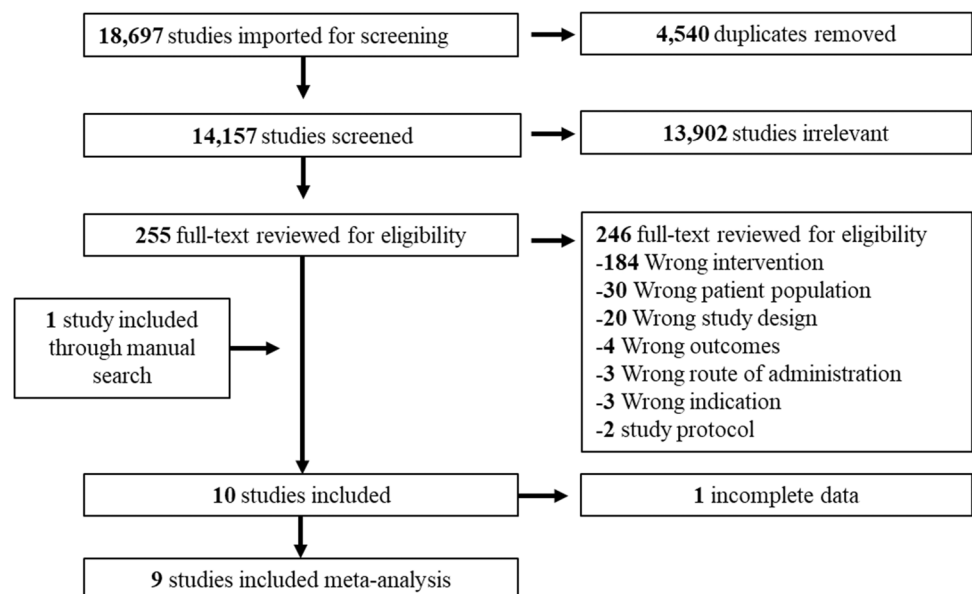 18,697 studies imported for screening
4,540 duplicates removed
14,157 studies screened
13,902 studies irrelevant
255 full-text reviewed for eligibility
246 full-text reviewed for eligibility
-184 Wrong intervention
-30 Wrong patient population
-20 Wrong study design
-4 Wrong outcomes
-3 Wrong route of administration
-3 Wrong indication
-2 study protocol
1 study included
through manual
search
10 studies included
1 incomplete data
9 studies included meta-analysis